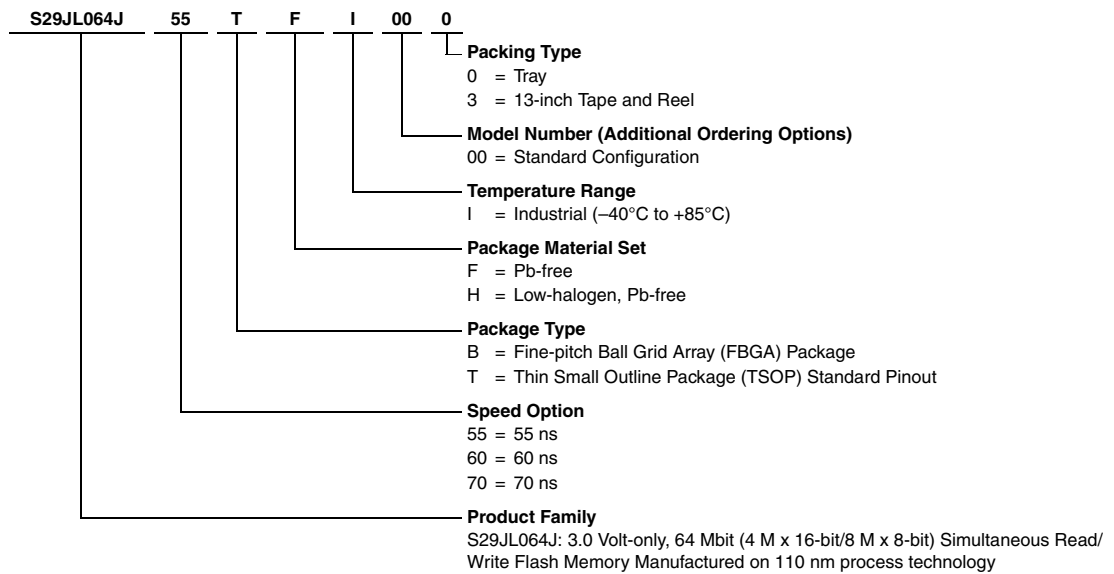 S29JL064J 55 T F I 00 0
Packing Type
0 = Tray
3 = 13-inch Tape and Reel
Model Number (Additional Ordering Options)
00 = Standard Configuration
Temperature Range
I = Industrial (–40°C to +85°C)
Package Material Set
F = Pb-free
H = Low-halogen, Pb-free
Package Type
B = Fine-pitch Ball Grid Array (FBGA) Package
T = Thin Small Outline Package (TSOP) Standard Pinout
Speed Option
55 = 55 ns
60 = 60 ns
70 = 70 ns
Product Family
S29JL064J: 3.0 Volt-only, 64 Mbit (4 M x 16-bit/8 M x 8-bit) Simultaneous Read/
Write Flash Memory Manufactured on 110 nm process technology